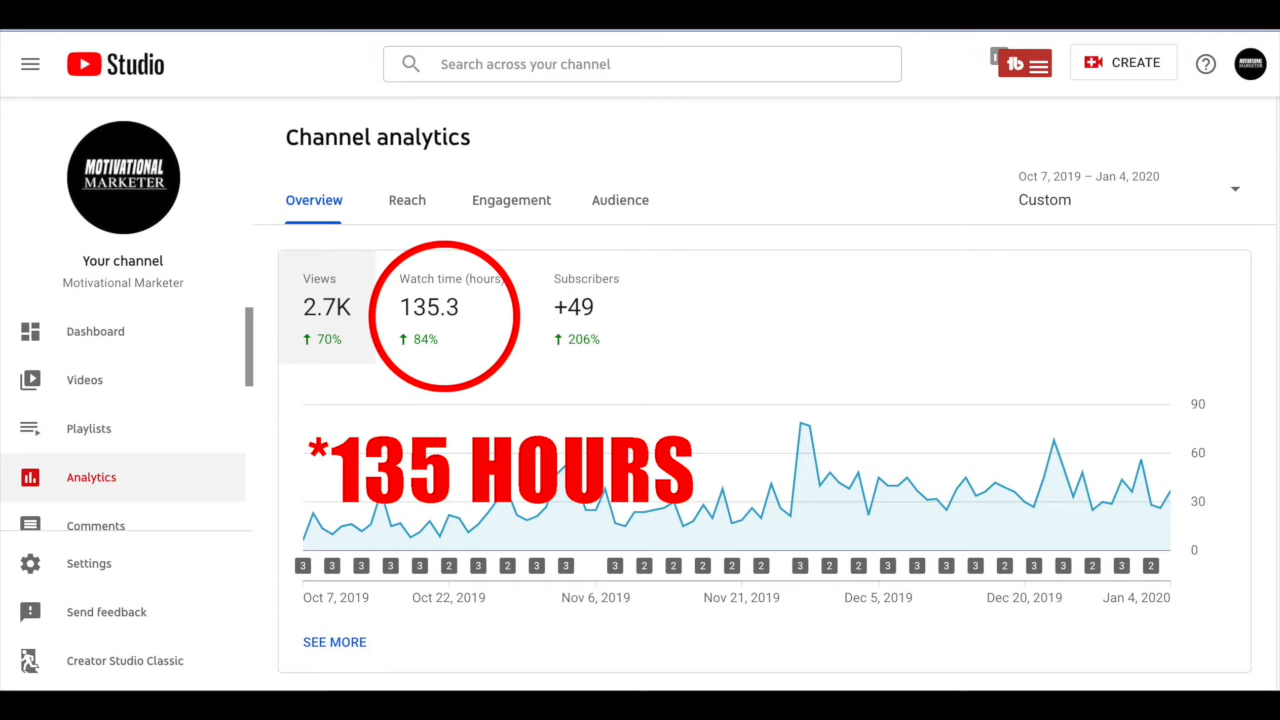 Studio
Search across your channel
tb
CREATE
?
MOTIVATIONAL
MARKETER
Channel analytics
Oct 7, 2019 – Jan 4, 2020
Custom
Overview Reach Engagement Audience
MOTIVATIONAL
MARKETER
Your channel
Motivational Marketer
Dashboard
Videos
Playlists
Analytics
Comments
Settings
Send feedback
Creator Studio Classic
Views Watch time (hours) Subscribers
2.7K 135.3 +49
70% 84% 206%
*135 HOURS
90
60
30
0
3 3 3 3 3 2 3 2 3 3 3 2 2 2 2 2 3 2 2 3 3 3 3 2 3 3 2 3 2
Oct 7, 2019 Oct 22, 2019 Nov 6, 2019 Nov 21, 2019 Dec 5, 2019 Dec 20, 2019 Jan 4, 2020
SEE MORE